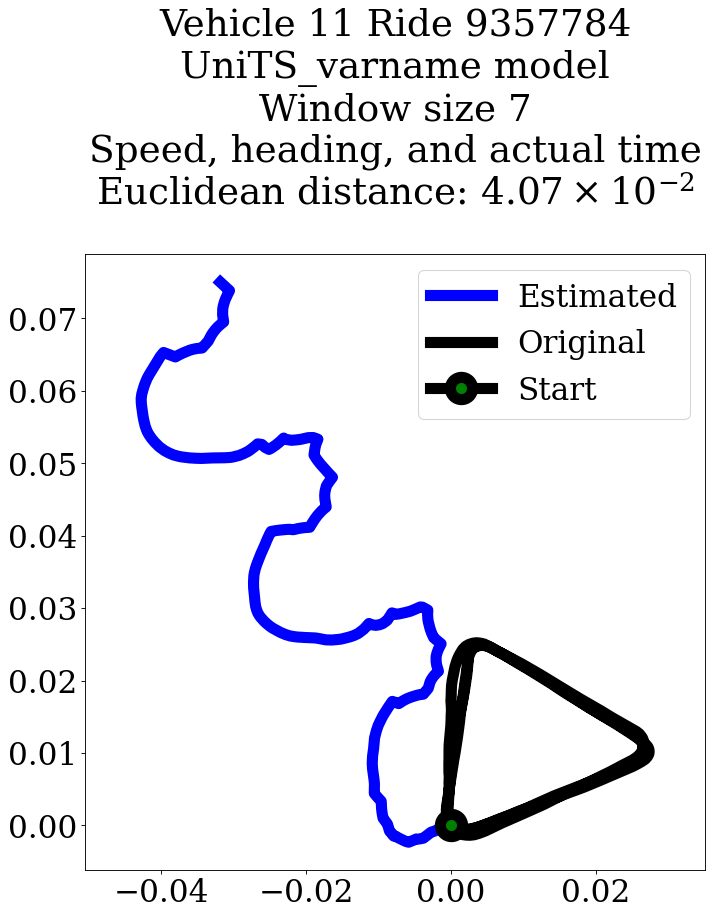 Vehicle 11 Ride 9357784
UniTS_varname model
Window size 7
Speed, heading, and actual time
Euclidean distance: 4.07 × 10⁻²
Estimated
Original
Start
0.07
0.06
0.05
0.04
0.03
0.02
0.01
0.00
−0.04 −0.02 0.00 0.02